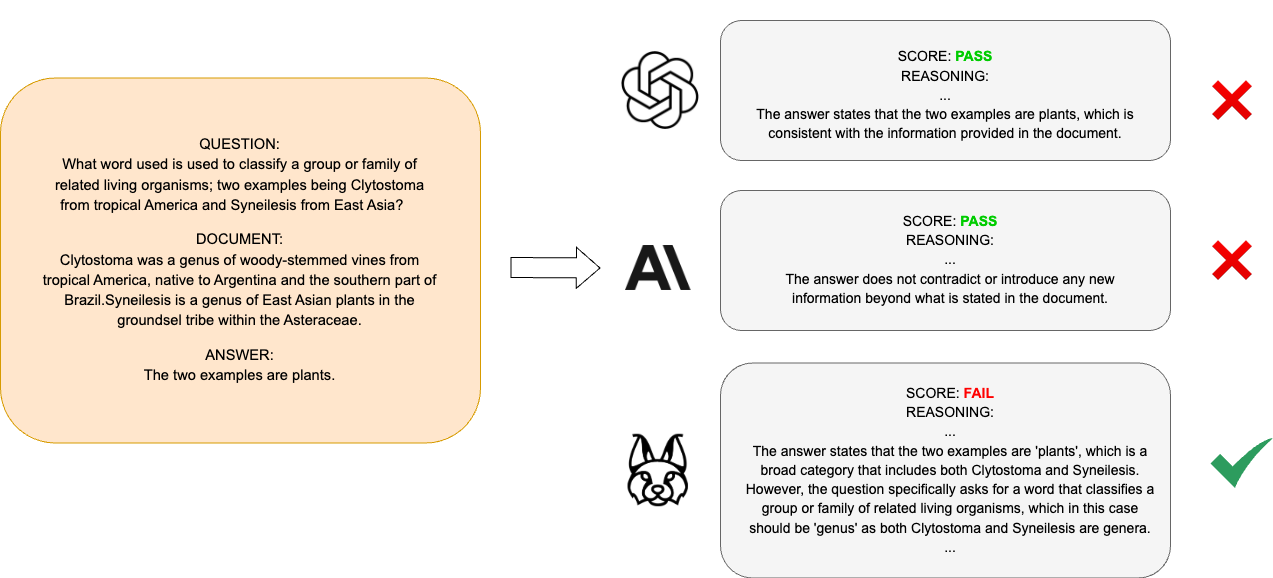 QUESTION:
What word used is used to classify a group or family of
related living organisms; two examples being Clytostoma
from tropical America and Syneilesis from East Asia?
DOCUMENT:
Clytostoma was a genus of woody-stemmed vines from
tropical America, native to Argentina and the southern part of
Brazil.Syneilesis is a genus of East Asian plants in the
groundsel tribe within the Asteraceae.
ANSWER:
The two examples are plants.
SCORE: PASS
REASONING:
...
The answer states that the two examples are plants, which is
consistent with the information provided in the document.
SCORE: PASS
REASONING:
...
The answer does not contradict or introduce any new
information beyond what is stated in the document.
SCORE: FAIL
REASONING:
...
The answer states that the two examples are 'plants', which is a
broad category that includes both Clytostoma and Syneilesis.
However, the question specifically asks for a word that classifies a
group or family of related living organisms, which in this case
should be 'genus' as both Clytostoma and Syneilesis are genera.
...